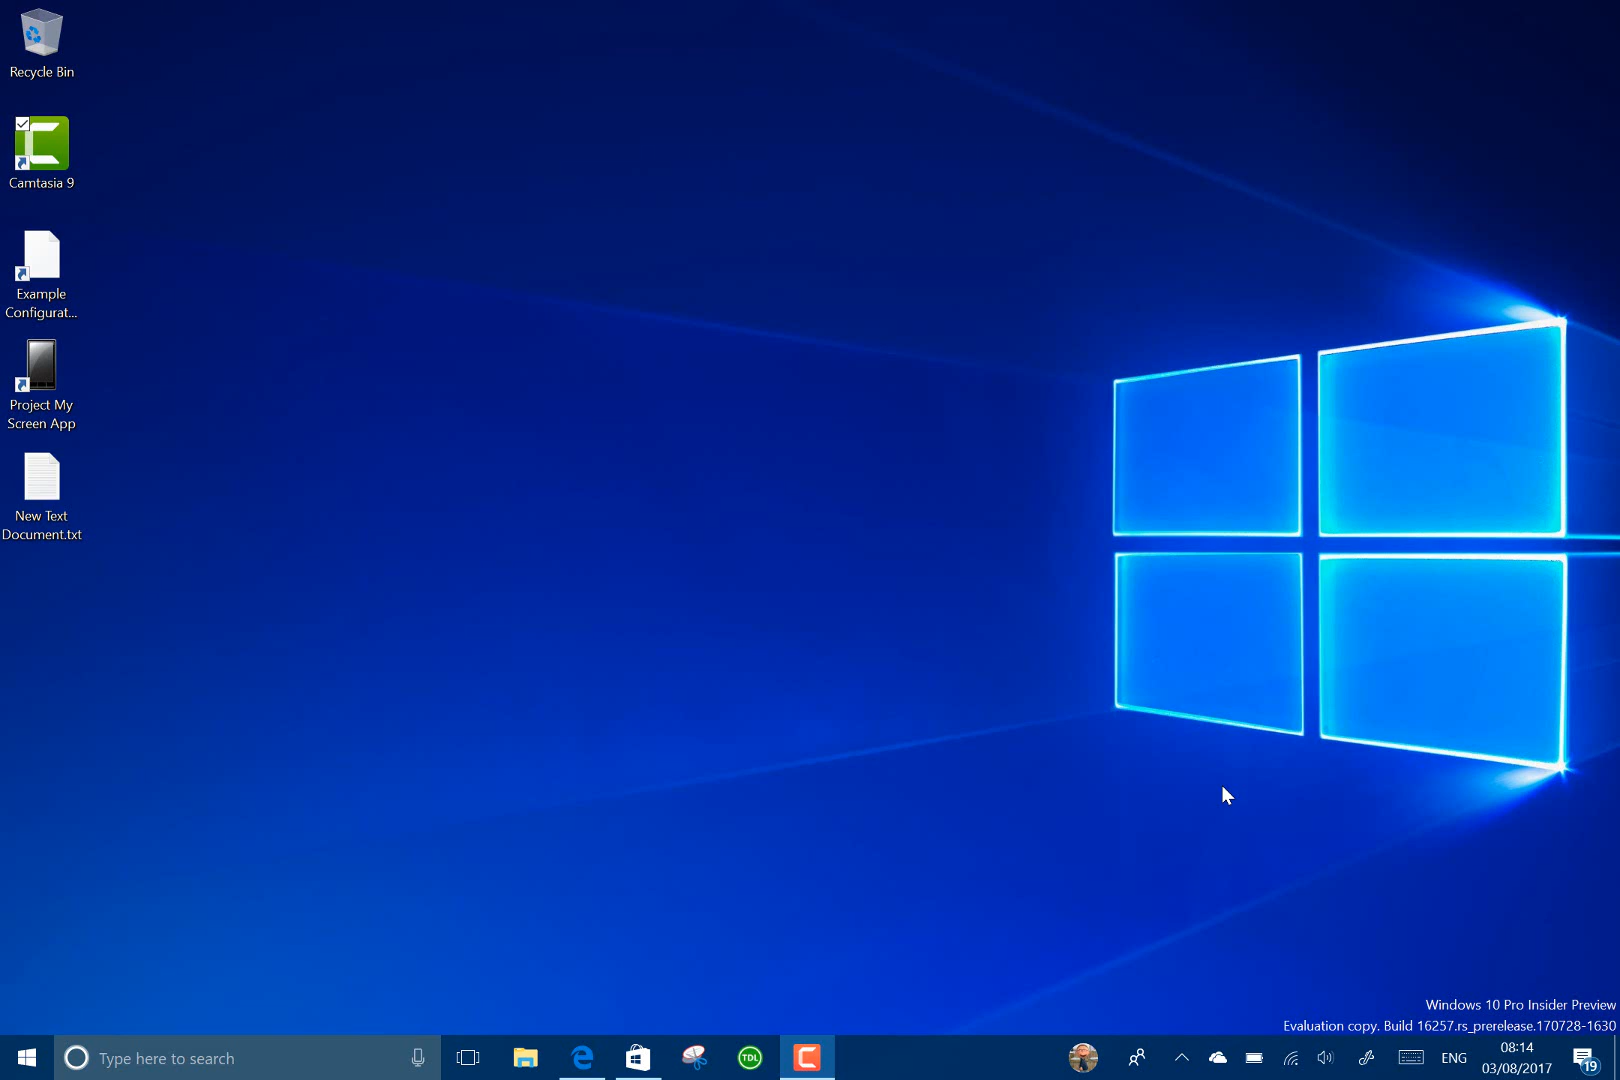 Recycle Bin
Camtasia 9
Example
Configurat...
Project My
Screen App
New Text
Document.txt
Windows 10 Pro Insider Preview
Evaluation copy. Build 16257.rs_prerelease.170728-1630
Type here to search
TDL
ENG
08:14
03/08/2017
19